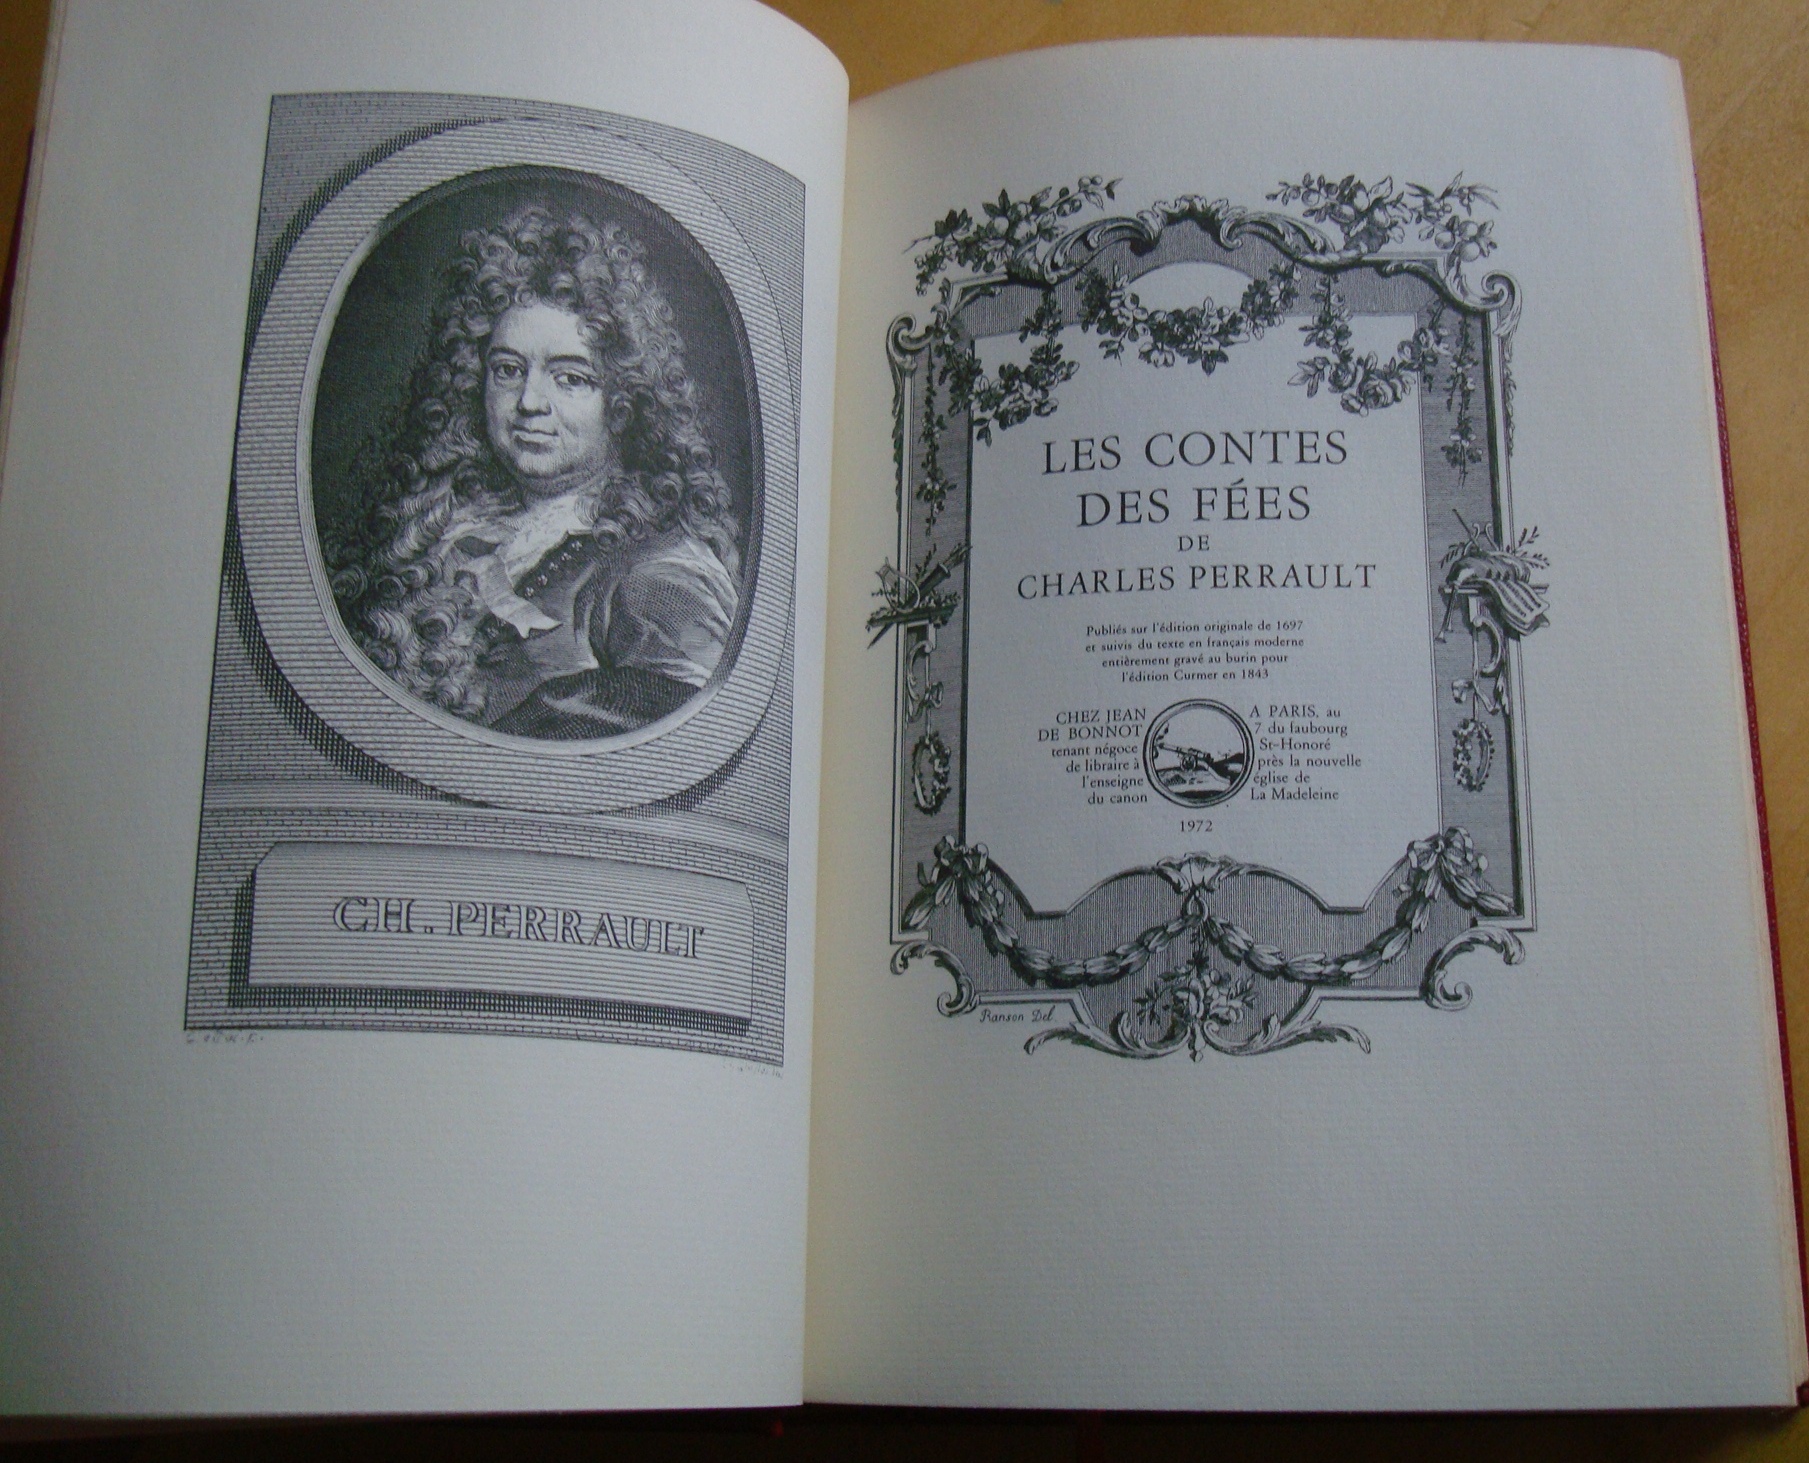 CH. PERRAULT
LES CONTES
DES FÉES
DE
CHARLES PERRAULT
Publiés sur l'édition originale de 1697
et suivis du texte en français moderne
entièrement gravé au burin pour
l'édition Curmer en 1843
CHEZ JEAN
DE BONNOT
tenant négoce
de libraire à
l'enseigne
du canon
A PARIS, au
7 du faubourg
St-Honoré
près la nouvelle
église de
La Madeleine
1972
Ranson Del